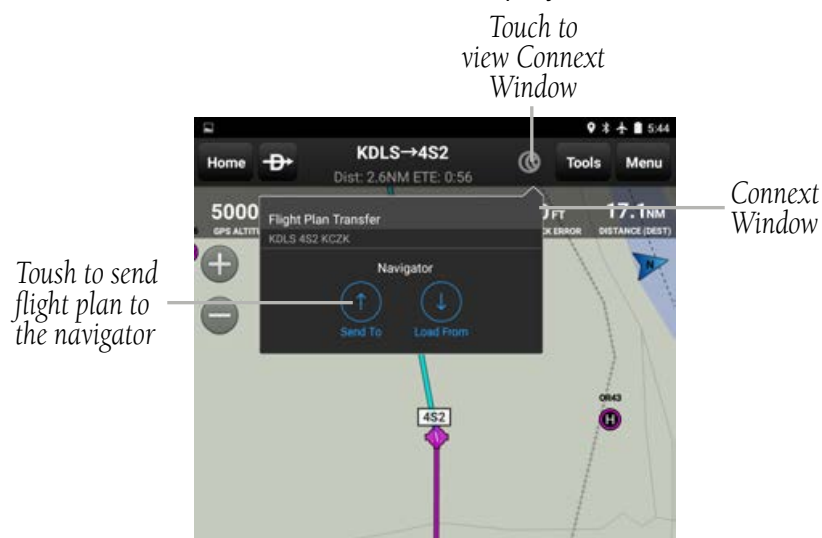 Touch to
view Connext
Window
5:44
Home
KDLS→4S2
Dist: 2.6NM ETE: 0:56
Tools
Menu
5000
GPS ALTIT
FT
CK ERROR
17.1NM
DISTANCE (DEST)
Flight Plan Transfer
KDLS 4S2 KCZK
Connext
Window
Navigator
N
Toush to send
flight plan to
the navigator
Send To
Load From
4S2
OR43
H